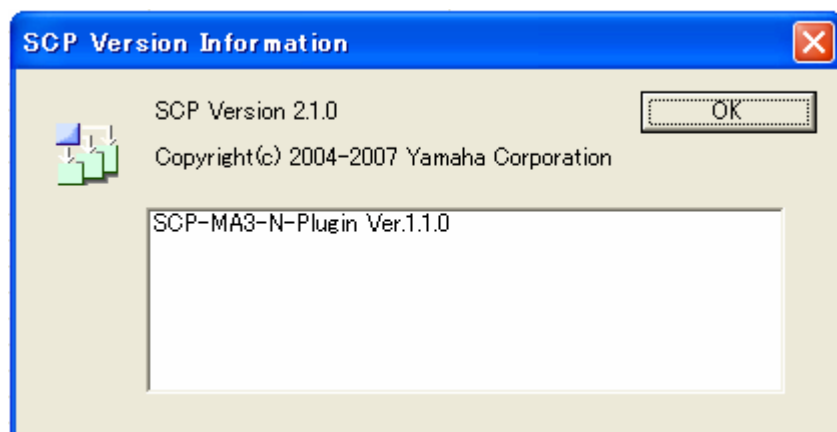 SCP Version Information
SCP Version 2.1.0
OK
Copyright(c) 2004-2007 Yamaha Corporation
SCP-MA3-N-Plugin Ver.1.1.0